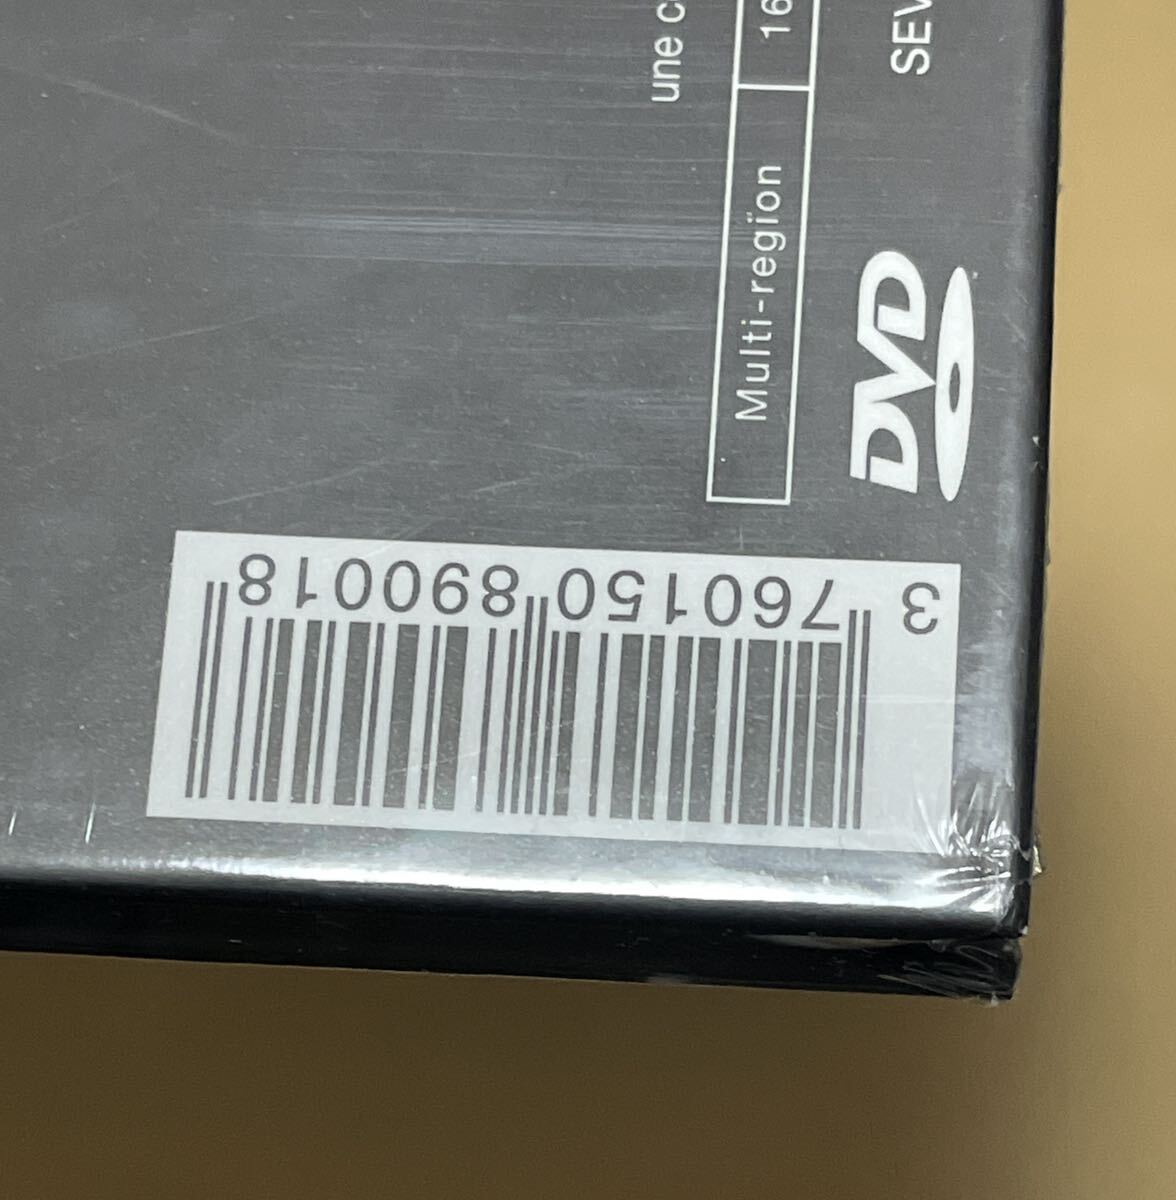 une c
Multi-region
16
SEV
DVD
3 760150 890018